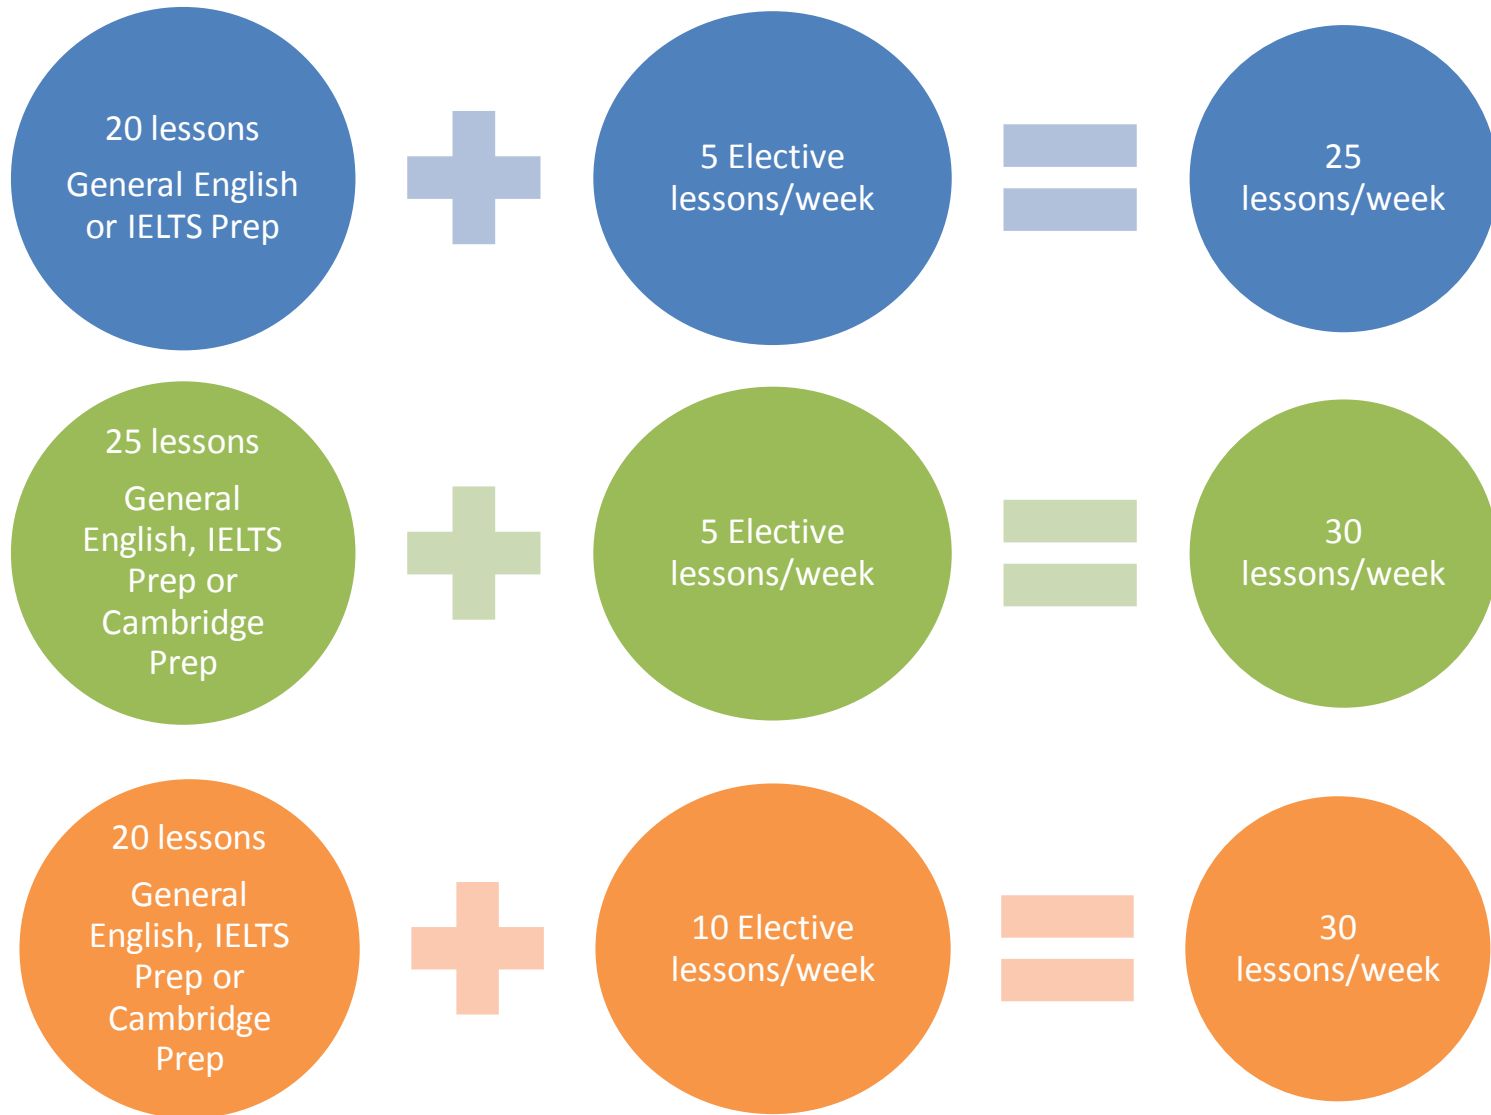 20 lessons
General English
or IELTS Prep
5 Elective
lessons/week
25
lessons/week
25 lessons
General
English, IELTS
Prep or
Cambridge
Prep
5 Elective
lessons/week
30
lessons/week
20 lessons
General
English, IELTS
Prep or
Cambridge
Prep
10 Elective
lessons/week
30
lessons/week